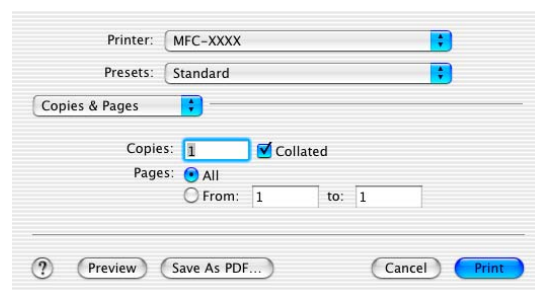 Printer: MFC-XXXX
Presets: Standard
Copies & Pages
Copies: 1 Collated
Pages: All
From: 1 to: 1
? Preview Save As PDF... Cancel Print